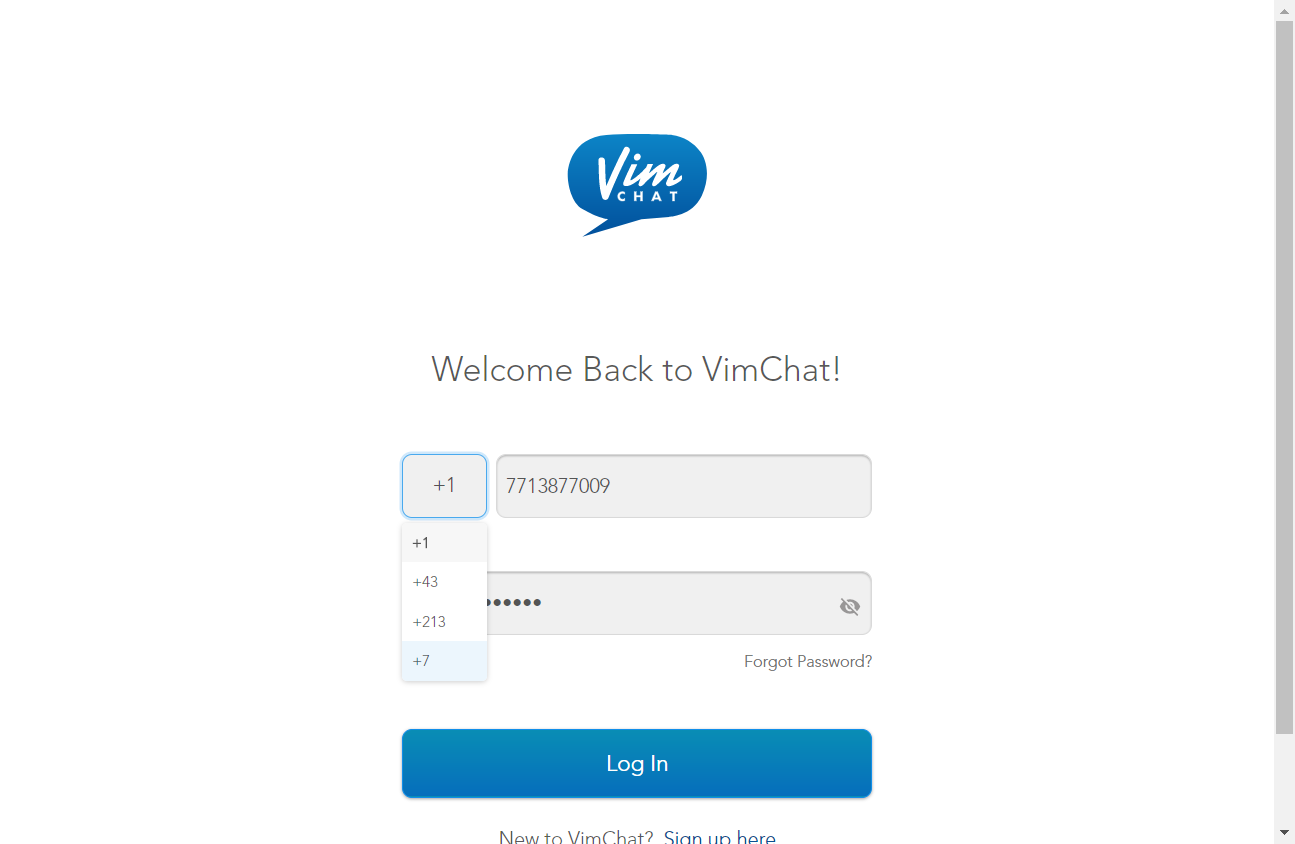 Vim
CHAT
Welcome Back to VimChat!
+1
7713877009
+1
+43
+213
+7
Forgot Password?
Log In
New to VimChat? Sign up here